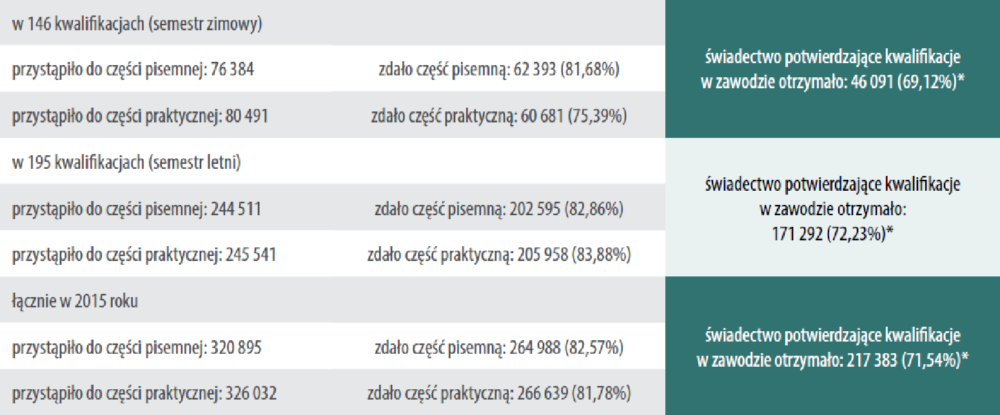 w 146 kwalifikacjach (semestr zimowy)
przystąpiło do części pisemnej: 76 384
zdało część pisemną: 62 393 (81,68%)
przystąpiło do części praktycznej: 80 491
zdało część praktyczną: 60 681 (75,39%)
świadectwo potwierdzające kwalifikacje
w zawodzie otrzymało: 46 091 (69,12%)*
w 195 kwalifikacjach (semestr letni)
przystąpiło do części pisemnej: 244 511
zdało część pisemną: 202 595 (82,86%)
przystąpiło do części praktycznej: 245 541
zdało część praktyczną: 205 958 (83,88%)
świadectwo potwierdzające kwalifikacje
w zawodzie otrzymało:
171 292 (72,23%)*
łącznie w 2015 roku
przystąpiło do części pisemnej: 320 895
zdało część pisemną: 264 988 (82,57%)
przystąpiło do części praktycznej: 326 032
zdało część praktyczną: 266 639 (81,78%)
świadectwo potwierdzające kwalifikacje
w zawodzie otrzymało: 217 383 (71,54%)*